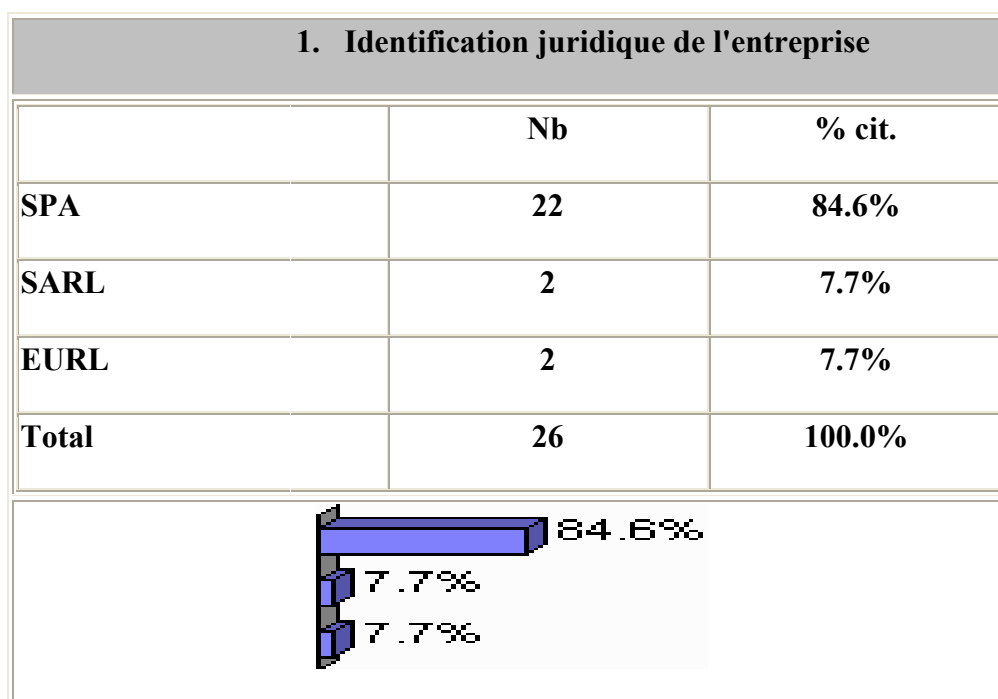 1. Identification juridique de l'entreprise
Nb % cit.
SPA 22 84.6%
SARL 2 7.7%
EURL 2 7.7%
Total 26 100.0%
84.6%
7.7%
7.7%